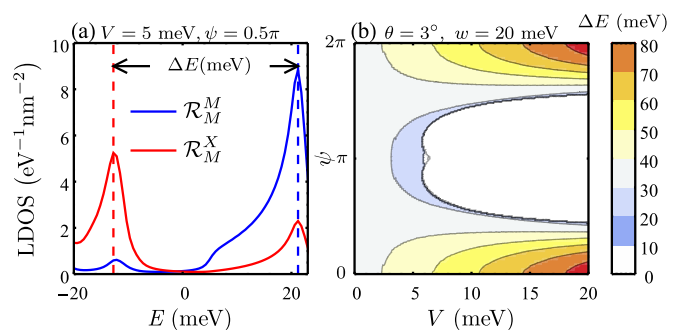 (a) V = 5 meV, ψ = 0.5π
LDOS (eV⁻¹nm⁻²)
10
8
6
4
2
0
ΔE(meV)
ℛ_M^M
ℛ_M^X
−20 0 20
E (meV)
(b) θ = 3°, w = 20 meV
2π
ψ
π
0
0 5 10 15 20
V (meV)
ΔE (meV)
80
70
60
50
40
30
20
10
0